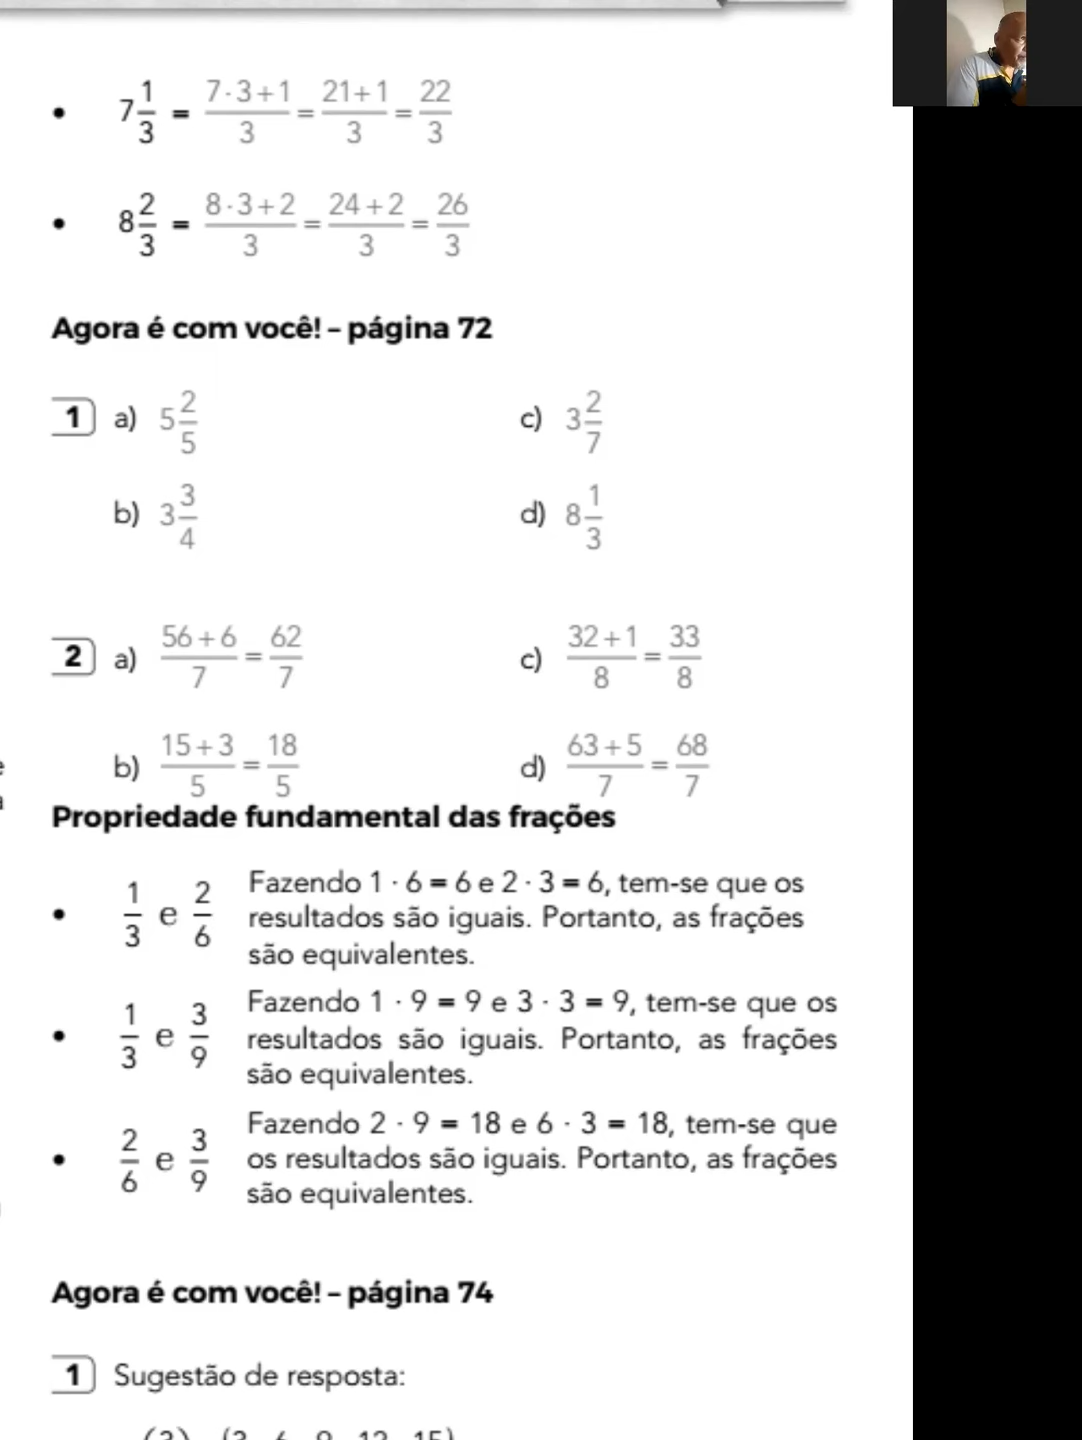 • 7 1/3 = (7 · 3 + 1)/3 = (21 + 1)/3 = 22/3
• 8 2/3 = (8 · 3 + 2)/3 = (24 + 2)/3 = 26/3
Agora é com você! – página 72
1 a) 5 2/5 c) 3 2/7
b) 3 3/4 d) 8 1/3
2 a) (56 + 6)/7 = 62/7 c) (32 + 1)/8 = 33/8
b) (15 + 3)/5 = 18/5 d) (63 + 5)/7 = 68/7
Propriedade fundamental das frações
• 1/3 e 2/6 Fazendo 1 · 6 = 6 e 2 · 3 = 6, tem-se que os
resultados são iguais. Portanto, as frações
são equivalentes.
• 1/3 e 3/9 Fazendo 1 · 9 = 9 e 3 · 3 = 9, tem-se que os
resultados são iguais. Portanto, as frações
são equivalentes.
• 2/6 e 3/9 Fazendo 2 · 9 = 18 e 6 · 3 = 18, tem-se que
os resultados são iguais. Portanto, as frações
são equivalentes.
Agora é com você! – página 74
1 Sugestão de resposta: